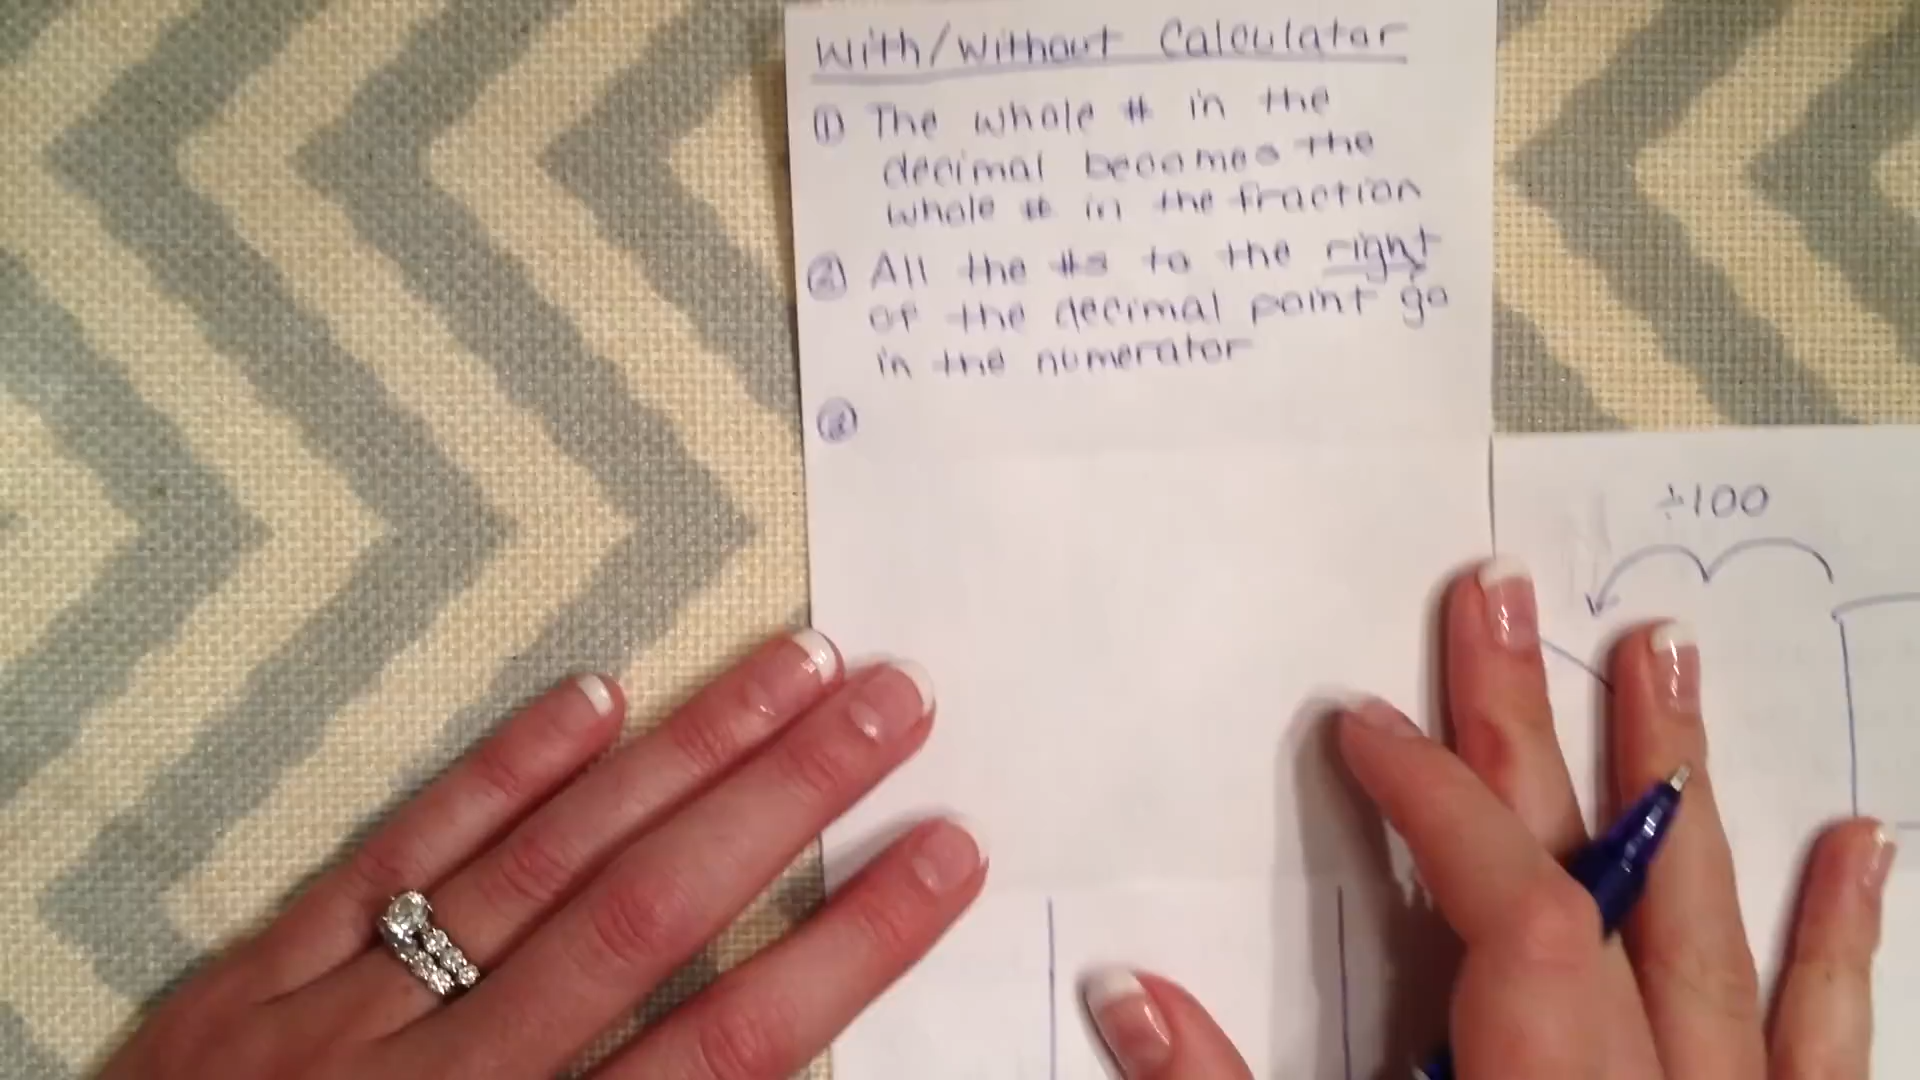 With/Without Calculator
① The whole # in the
decimal becomes the
whole # in the fraction
② All the #s to the right
of the decimal point go
in the numerator
③
÷100